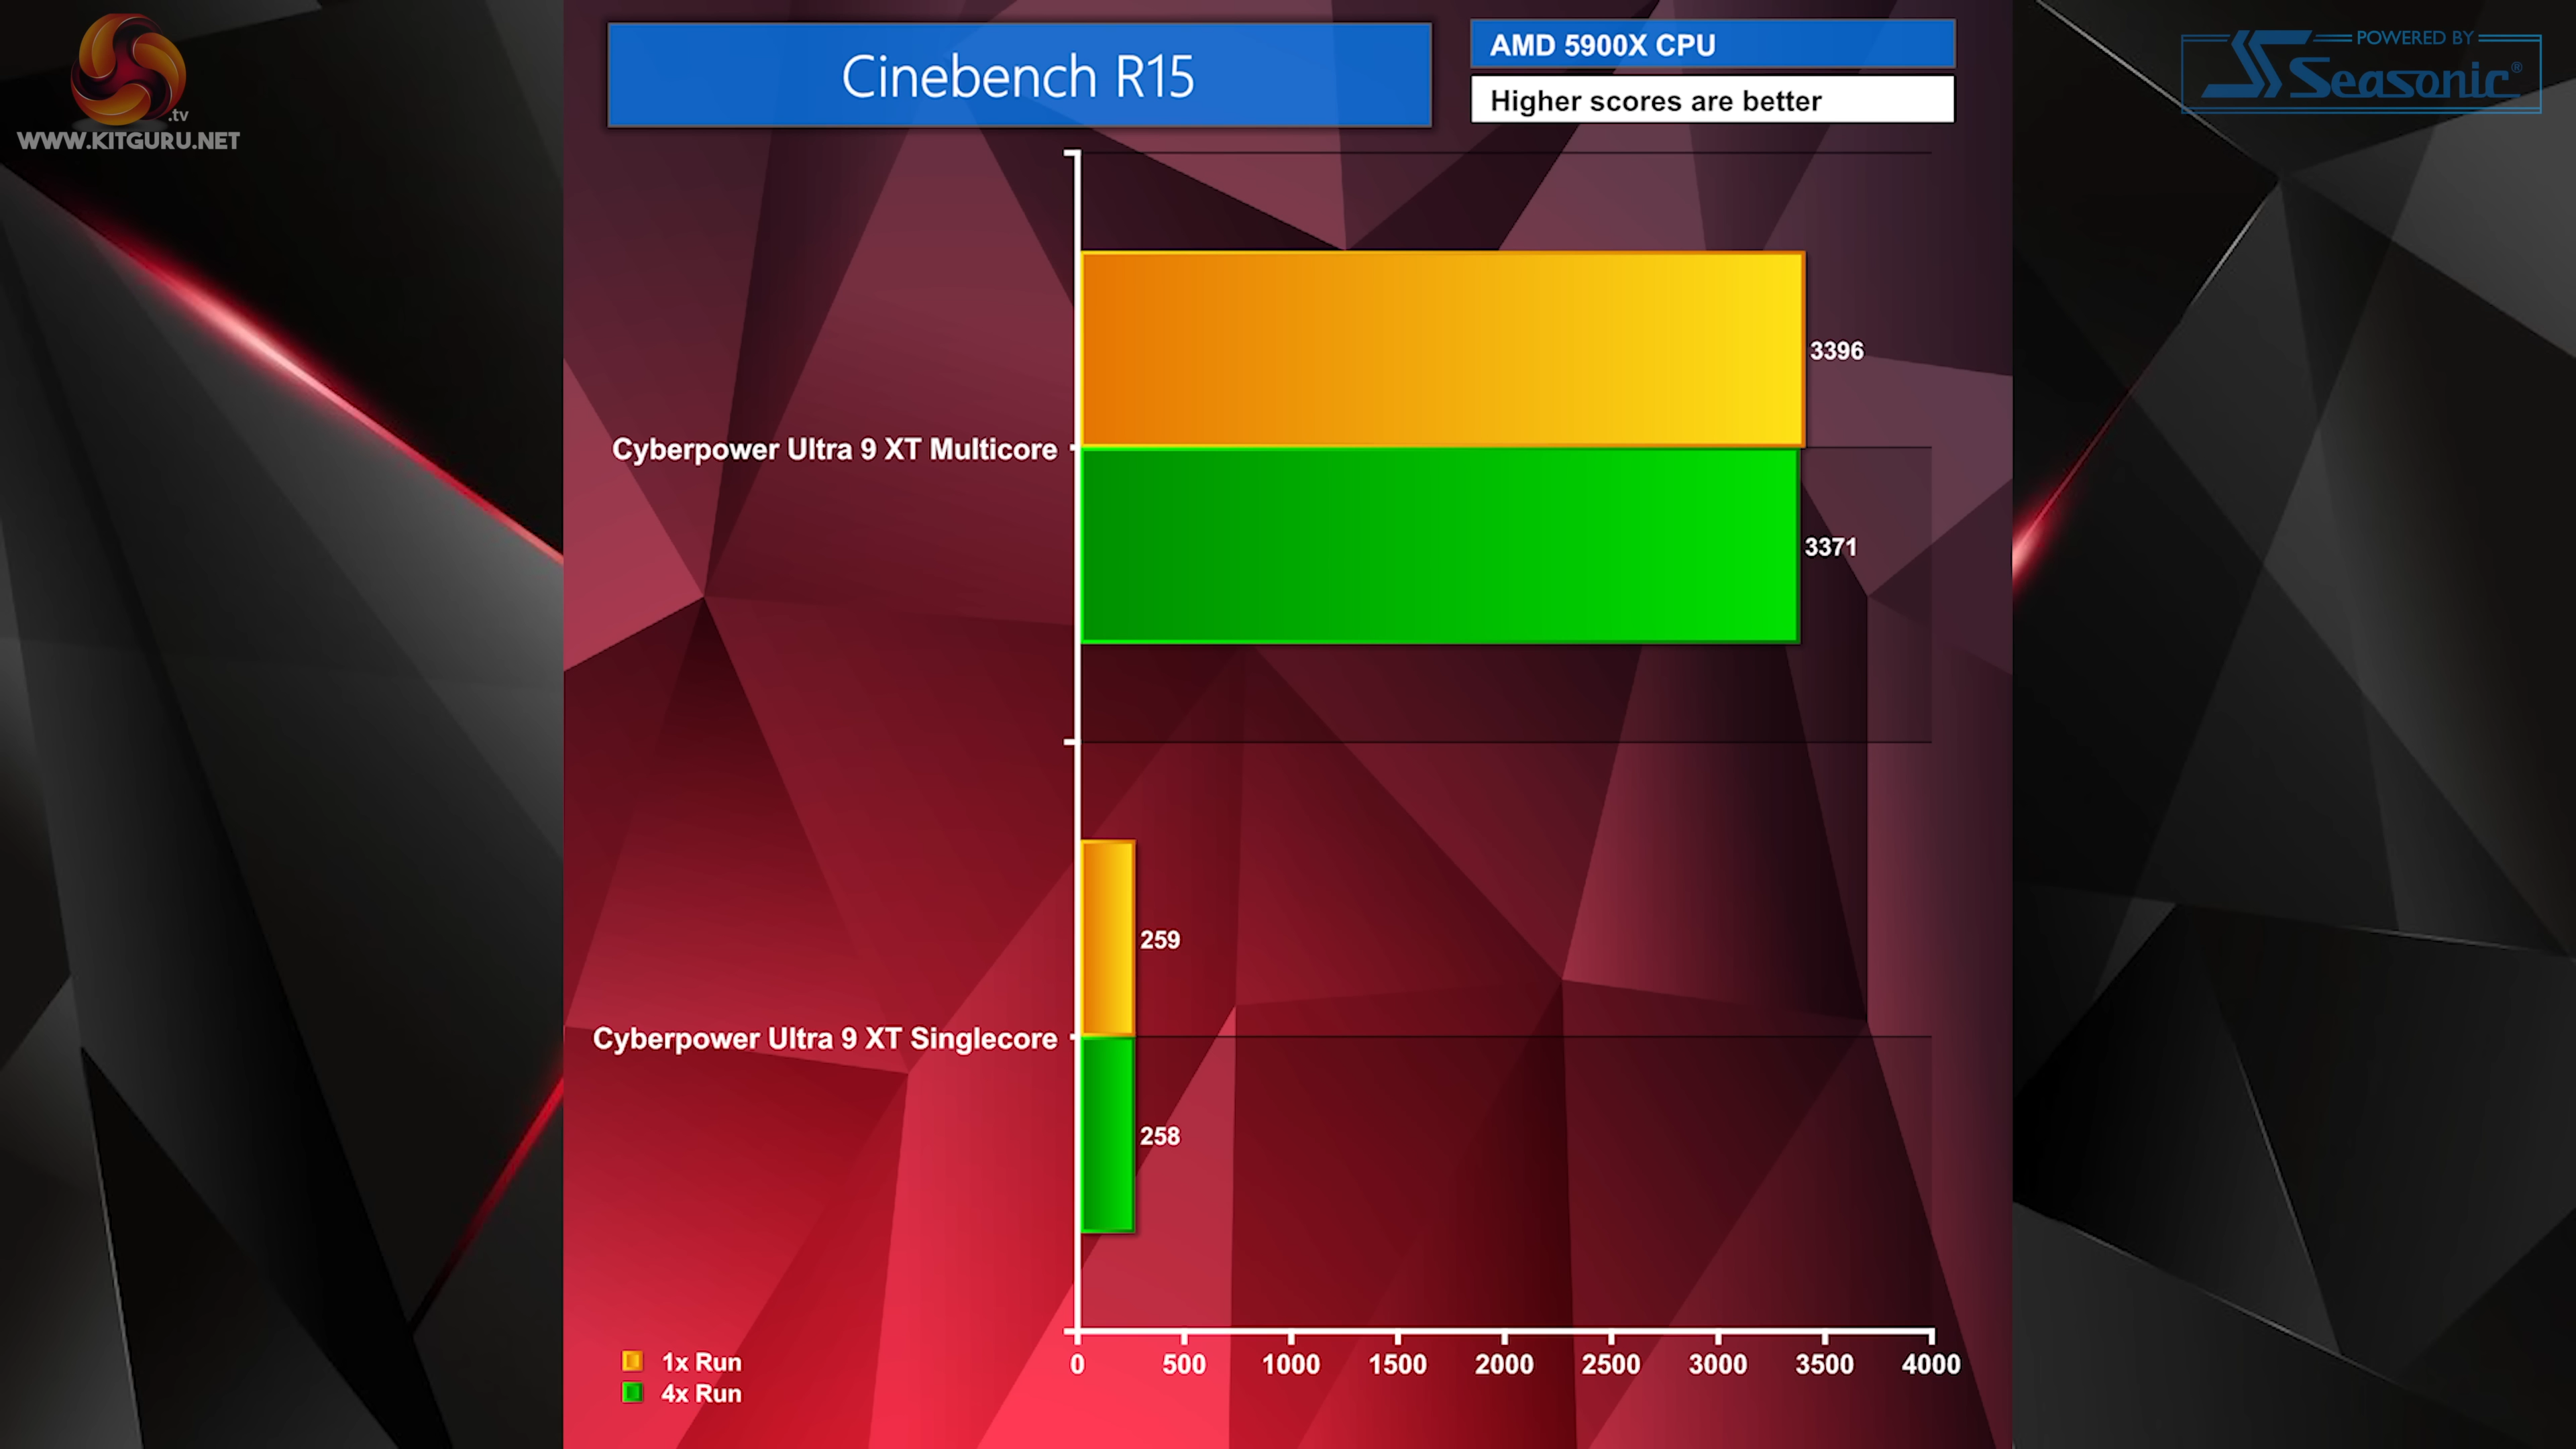 .tv
WWW.KITGURU.NET
Cinebench R15
AMD 5900X CPU
Higher scores are better
POWERED BY
Seasonic®
3396
Cyberpower Ultra 9 XT Multicore
3371
259
Cyberpower Ultra 9 XT Singlecore
258
0 500 1000 1500 2000 2500 3000 3500 4000
1x Run
4x Run